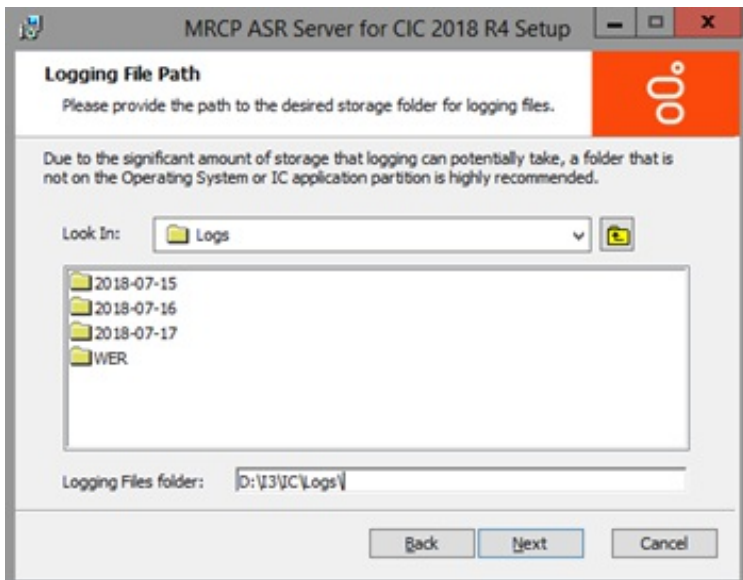 MRCP ASR Server for CIC 2018 R4 Setup
Logging File Path
Please provide the path to the desired storage folder for logging files.
Due to the significant amount of storage that logging can potentially take, a folder that is
not on the Operating System or IC application partition is highly recommended.
Look In: Logs
2018-07-15
2018-07-16
2018-07-17
WER
Logging Files folder: D:\I3\IC\Logs\
Back Next Cancel